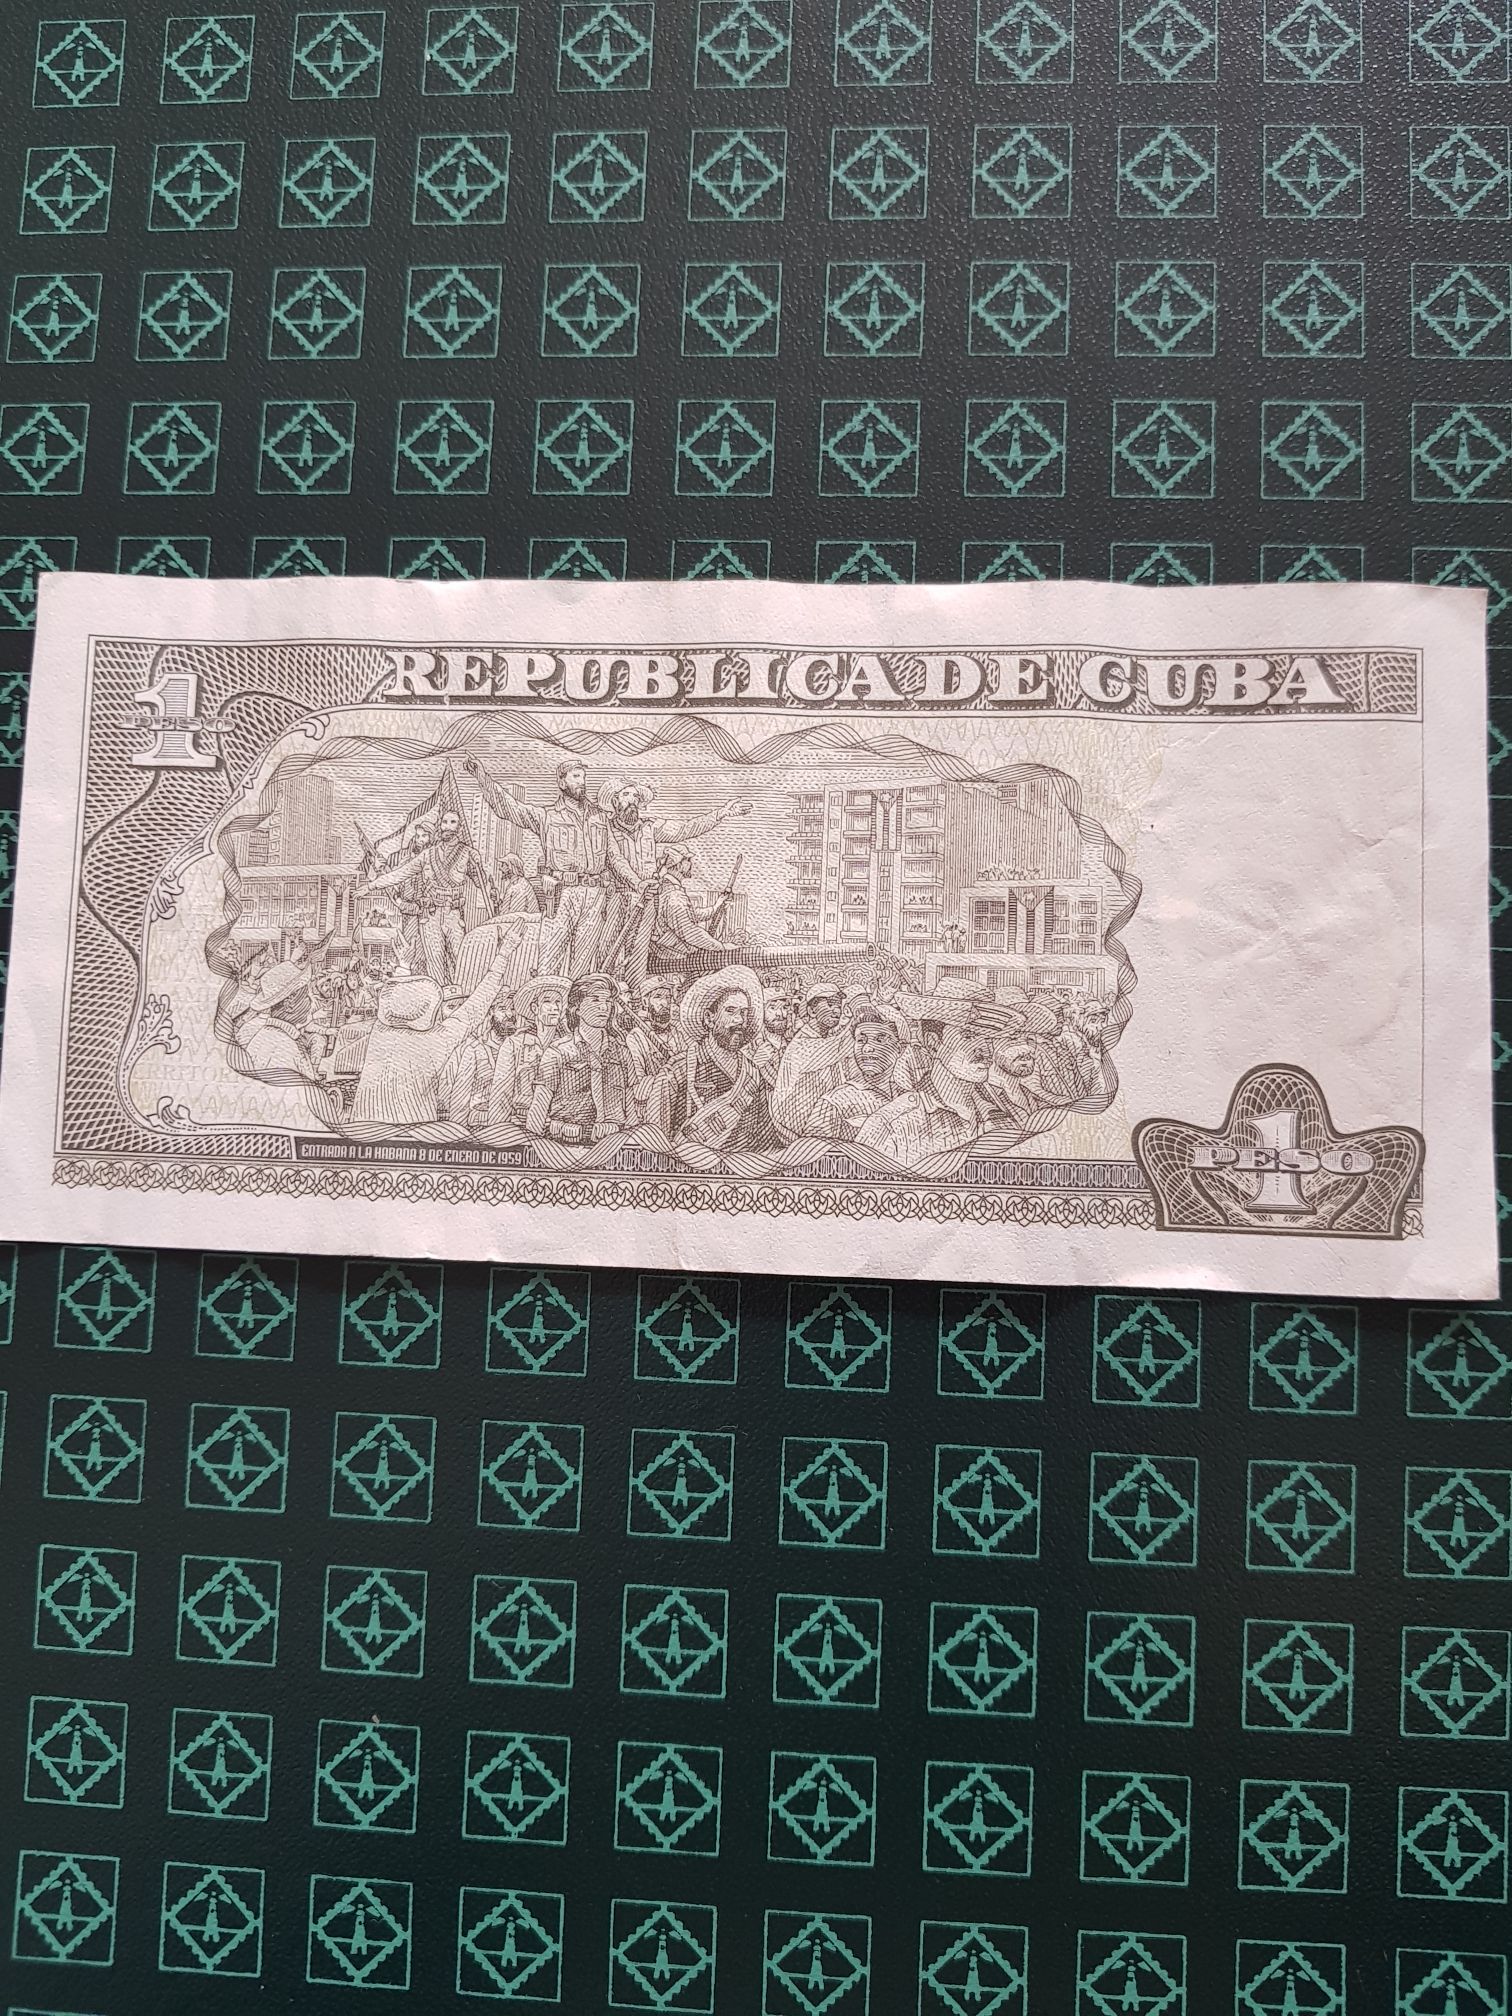 REPUBLICA DE CUBA
1
PESO
ENTRADA A LA HABANA 8 DE ENERO DE 1959
1
PESO